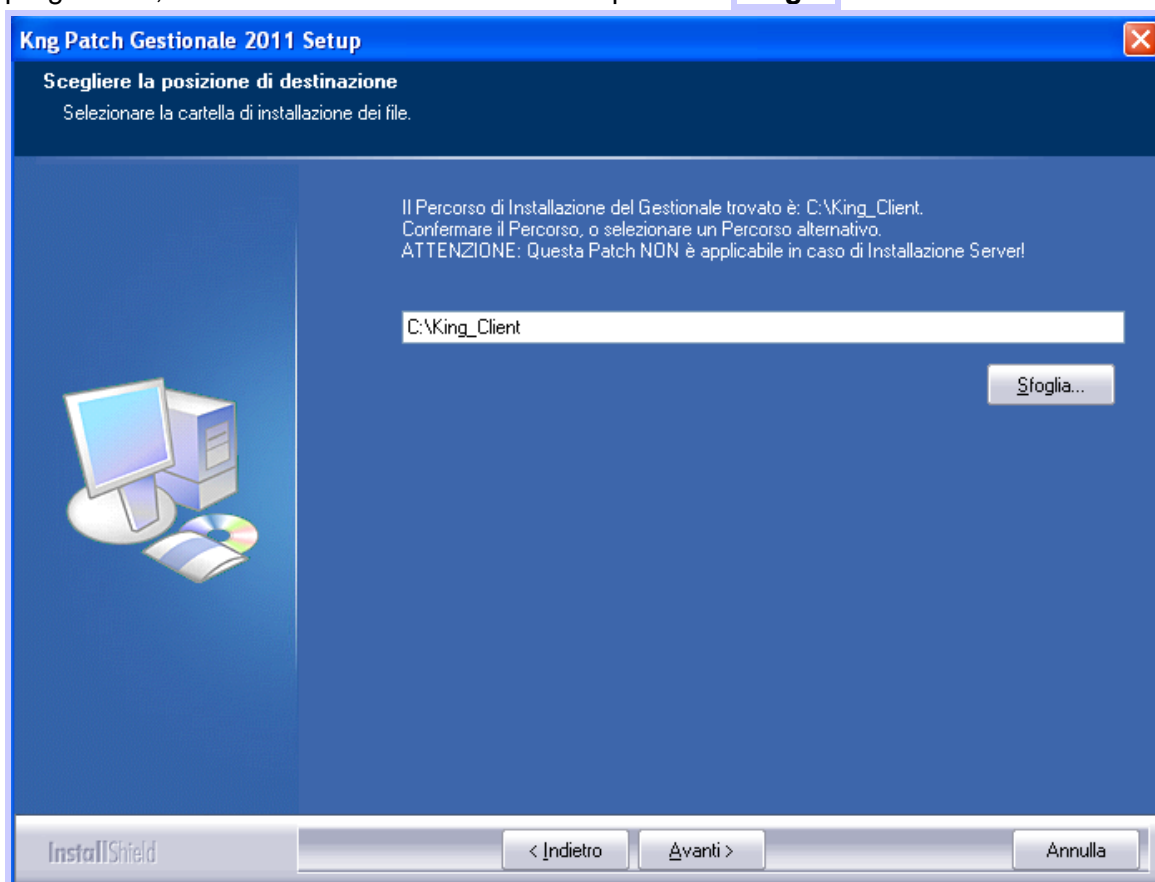 Kng Patch Gestionale 2011 Setup
Scegliere la posizione di destinazione
Selezionare la cartella di installazione dei file.
Il Percorso di Installazione del Gestionale trovato è: C:\King_Client.
Confermare il Percorso, o selezionare un Percorso alternativo.
ATTENZIONE: Questa Patch NON è applicabile in caso di Installazione Server!
C:\King_Client
Sfoglia...
InstallShield
< Indietro
Avanti >
Annulla